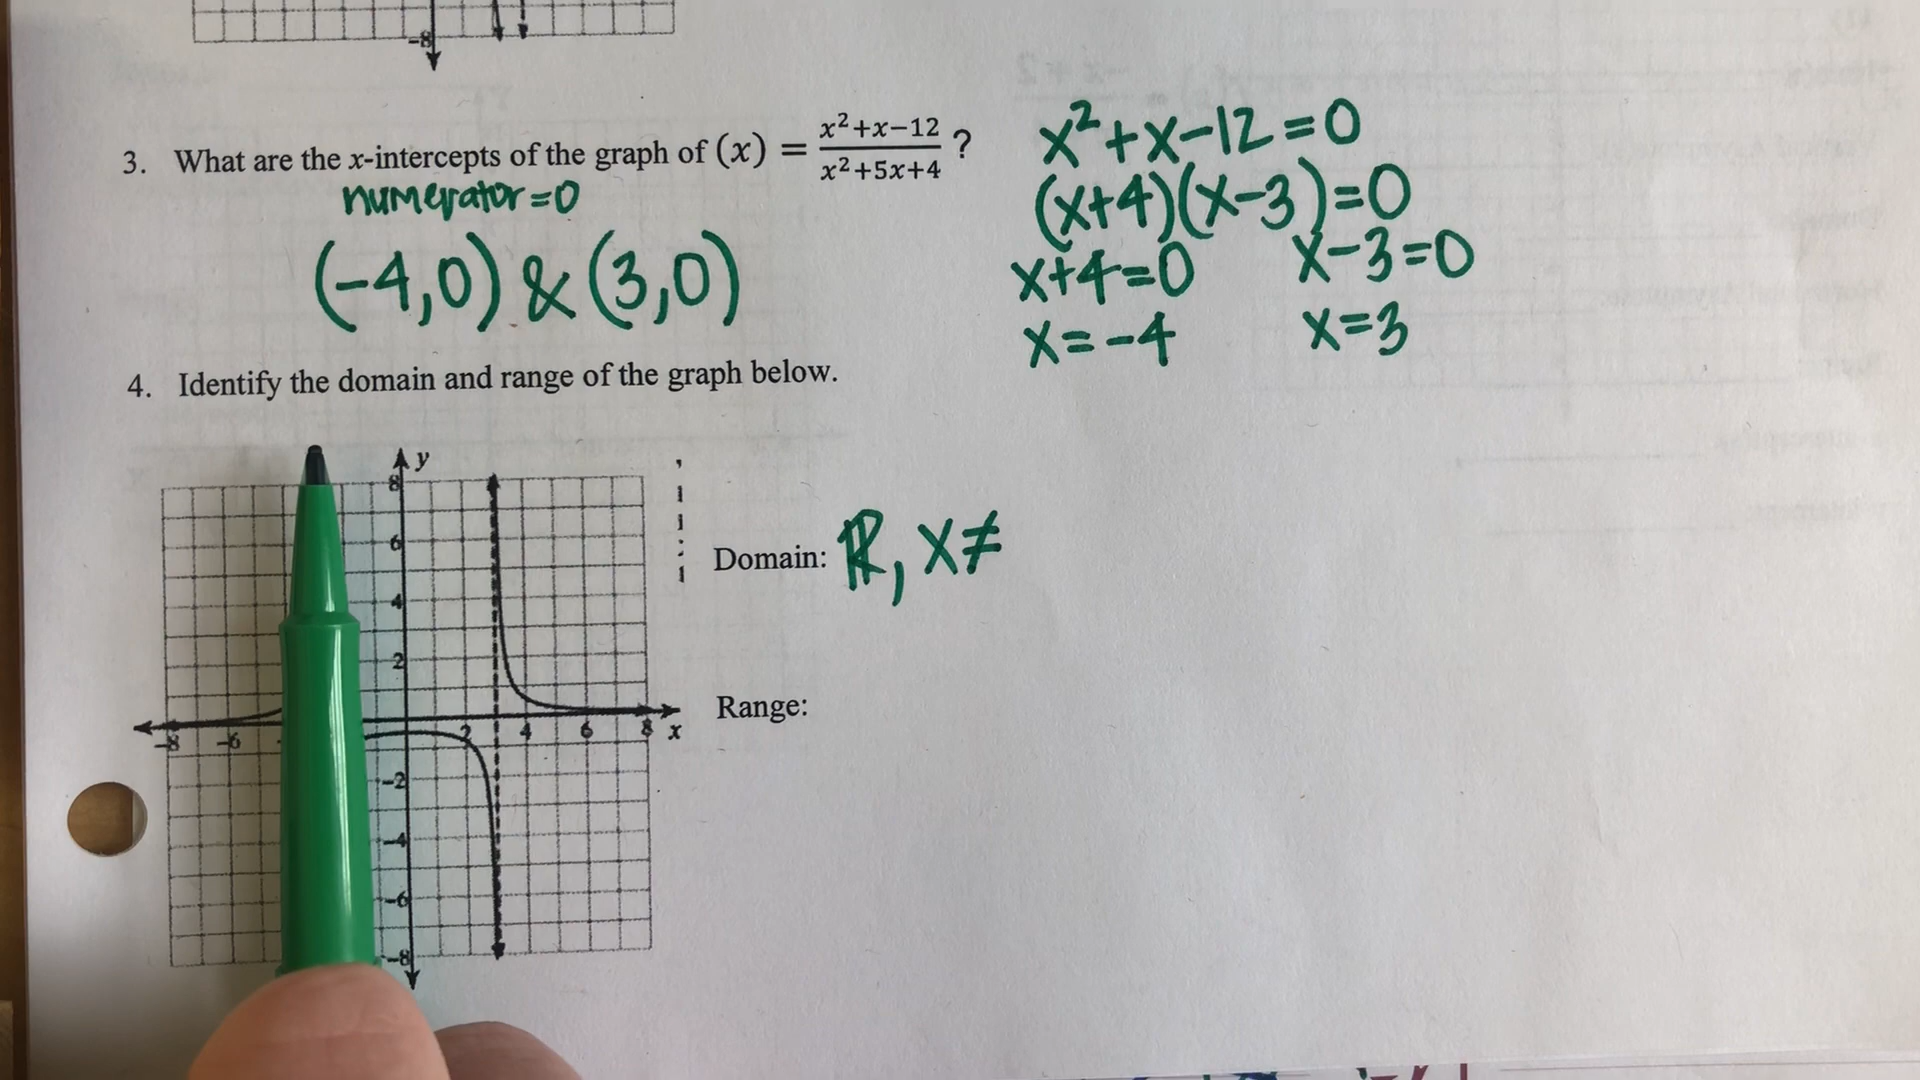 -8
3. What are the x-intercepts of the graph of (x) = x²+x−12 / x²+5x+4 ?
numerator=0
(-4,0) & (3,0)
x²+x-12=0
(x+4)(x-3)=0
x+4=0 x-3=0
x=-4 x=3
4. Identify the domain and range of the graph below.
y
8
6
4
2
-8 -6 2 4 6 8 x
-2
-4
-6
-8
Domain: ℝ, x≠
Range: